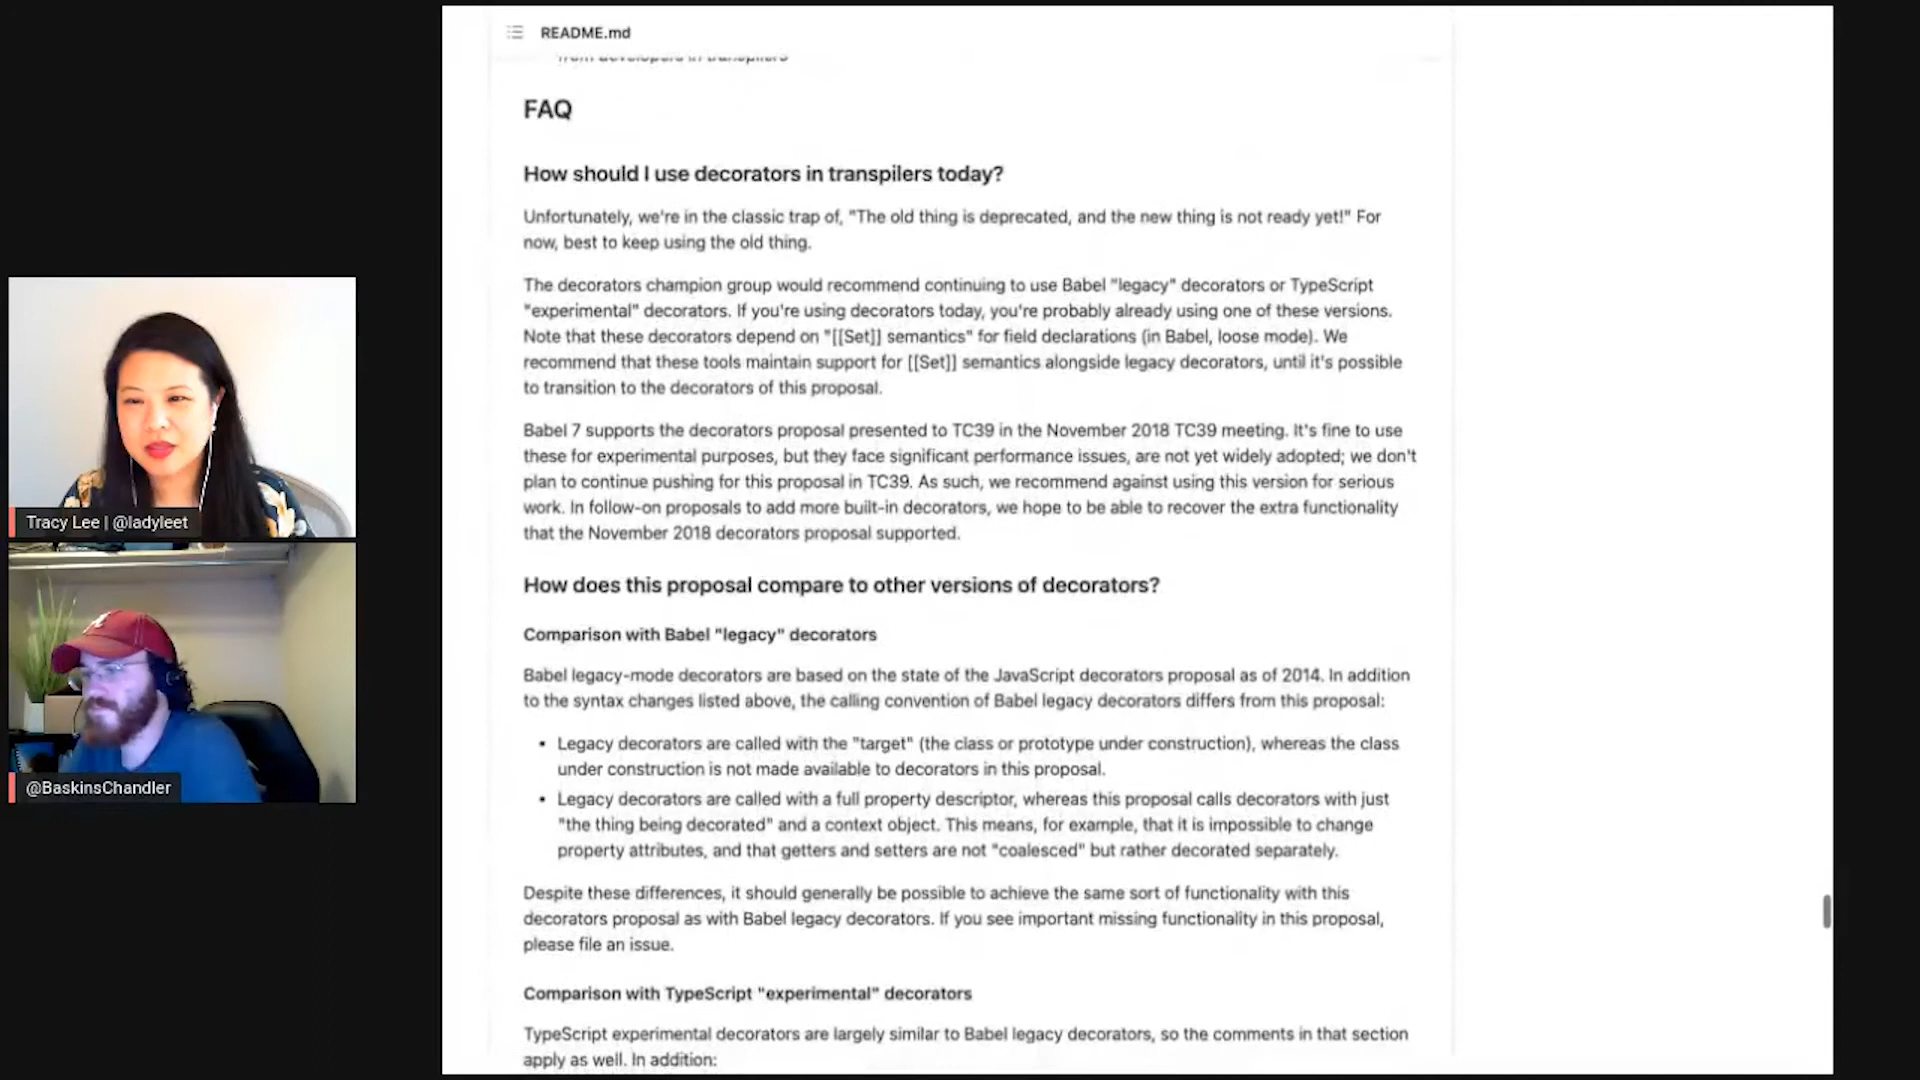 README.md
from developers in transpilers
FAQ
How should I use decorators in transpilers today?
Unfortunately, we're in the classic trap of, "The old thing is deprecated, and the new thing is not ready yet!" For
now, best to keep using the old thing.
The decorators champion group would recommend continuing to use Babel "legacy" decorators or TypeScript
"experimental" decorators. If you're using decorators today, you're probably already using one of these versions.
Note that these decorators depend on "[[Set]] semantics" for field declarations (in Babel, loose mode). We
recommend that these tools maintain support for [[Set]] semantics alongside legacy decorators, until it's possible
to transition to the decorators of this proposal.
Babel 7 supports the decorators proposal presented to TC39 in the November 2018 TC39 meeting. It's fine to use
these for experimental purposes, but they face significant performance issues, are not yet widely adopted; we don't
plan to continue pushing for this proposal in TC39. As such, we recommend against using this version for serious
work. In follow-on proposals to add more built-in decorators, we hope to be able to recover the extra functionality
that the November 2018 decorators proposal supported.
How does this proposal compare to other versions of decorators?
Comparison with Babel "legacy" decorators
Babel legacy-mode decorators are based on the state of the JavaScript decorators proposal as of 2014. In addition
to the syntax changes listed above, the calling convention of Babel legacy decorators differs from this proposal:
• Legacy decorators are called with the "target" (the class or prototype under construction), whereas the class
under construction is not made available to decorators in this proposal.
• Legacy decorators are called with a full property descriptor, whereas this proposal calls decorators with just
"the thing being decorated" and a context object. This means, for example, that it is impossible to change
property attributes, and that getters and setters are not "coalesced" but rather decorated separately.
Despite these differences, it should generally be possible to achieve the same sort of functionality with this
decorators proposal as with Babel legacy decorators. If you see important missing functionality in this proposal,
please file an issue.
Comparison with TypeScript "experimental" decorators
TypeScript experimental decorators are largely similar to Babel legacy decorators, so the comments in that section
apply as well. In addition:
Tracy Lee | @ladyleet
@BaskinsChandler